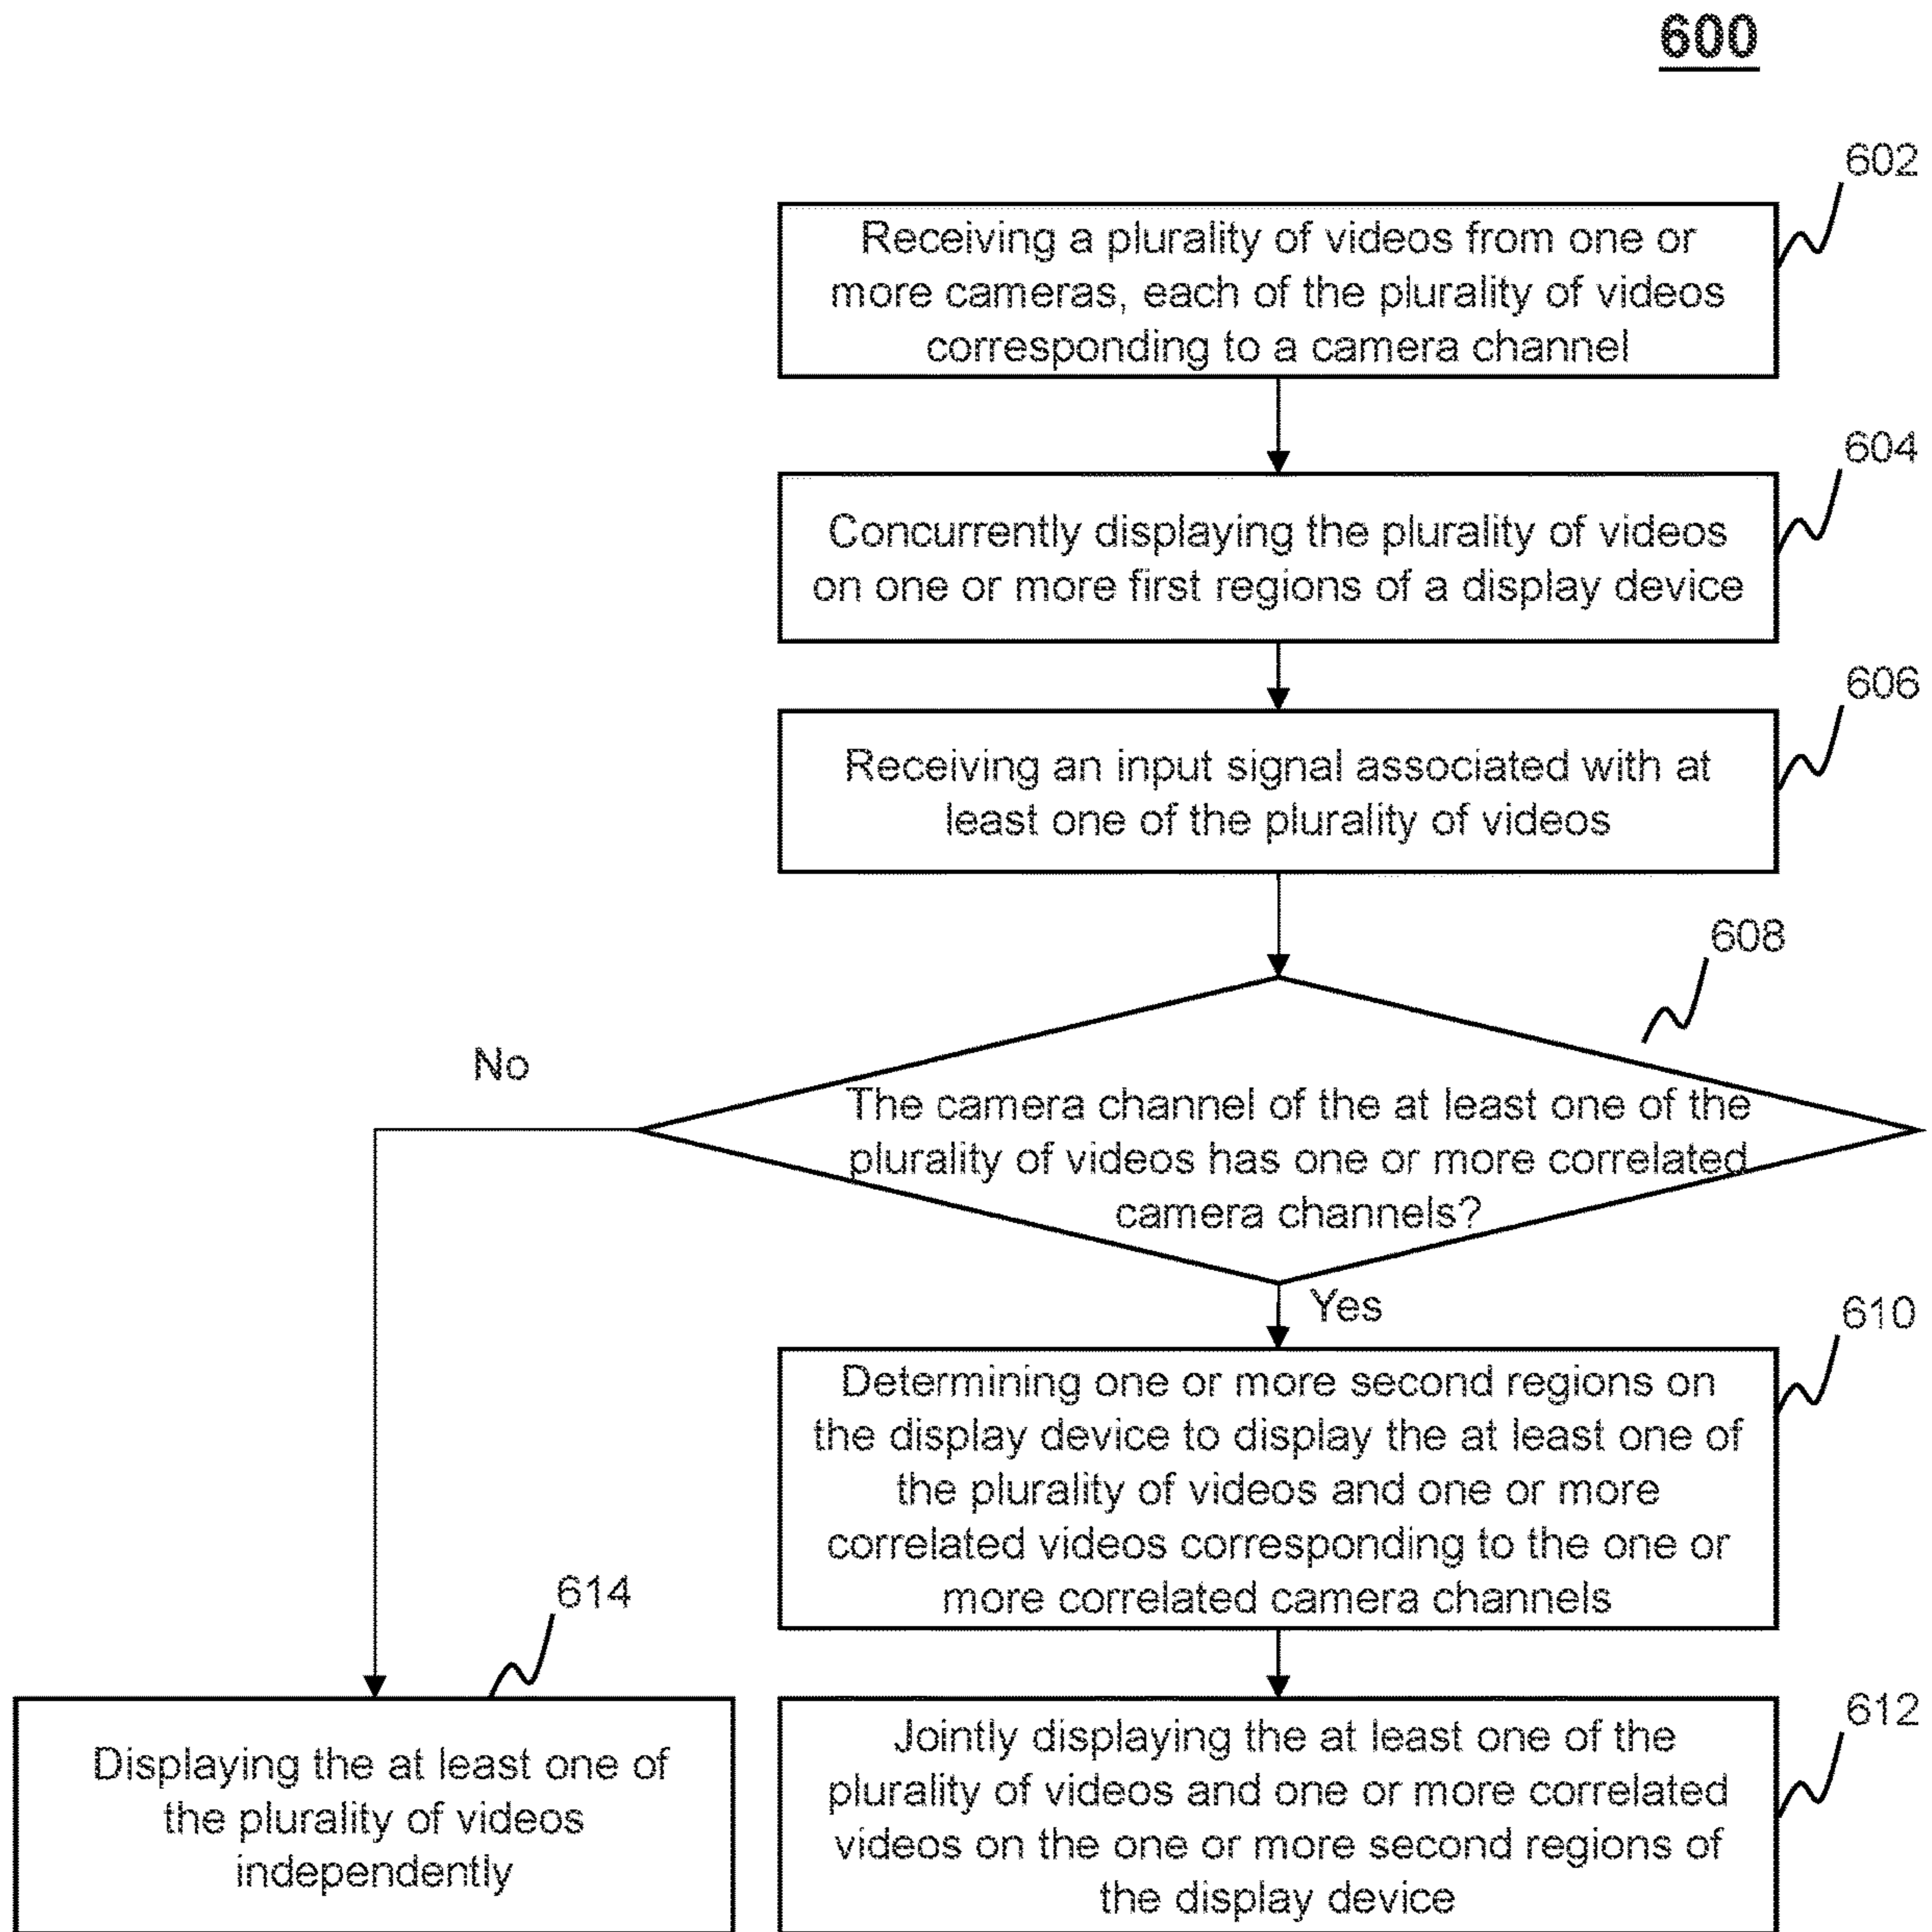 600
602
Receiving a plurality of videos from one or
more cameras, each of the plurality of videos
corresponding to a camera channel
604
Concurrently displaying the plurality of videos
on one or more first regions of a display device
606
Receiving an input signal associated with at
least one of the plurality of videos
608
No
The camera channel of the at least one of the
plurality of videos has one or more correlated
camera channels?
Yes
610
Determining one or more second regions on
the display device to display the at least one of
the plurality of videos and one or more
correlated videos corresponding to the one or
more correlated camera channels
614
Displaying the at least one of
the plurality of videos
independently
612
Jointly displaying the at least one of the
plurality of videos and one or more correlated
videos on the one or more second regions of
the display device